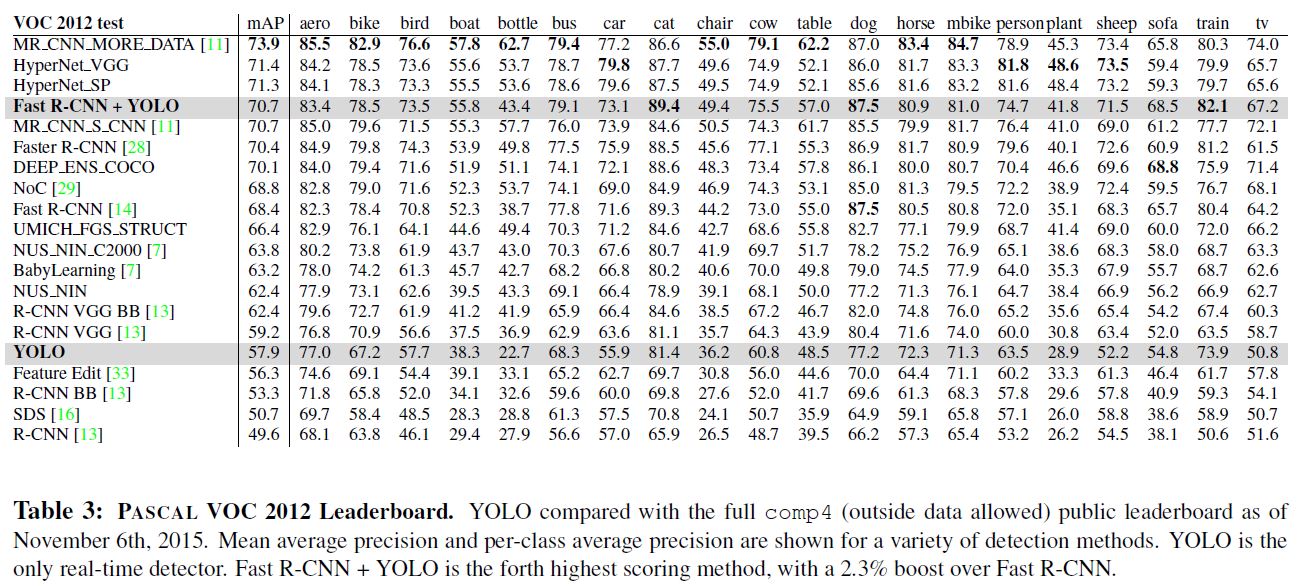 VOC 2012 test mAP aero bike bird boat bottle bus car cat chair cow table dog horse mbike person plant sheep sofa train tv
MR_CNN_MORE_DATA [11] 73.9 85.5 82.9 76.6 57.8 62.7 79.4 77.2 86.6 55.0 79.1 62.2 87.0 83.4 84.7 78.9 45.3 73.4 65.8 80.3 74.0
HyperNet_VGG 71.4 84.2 78.5 73.6 55.6 53.7 78.7 79.8 87.7 49.6 74.9 52.1 86.0 81.7 83.3 81.8 48.6 73.5 59.4 79.9 65.7
HyperNet_SP 71.3 84.1 78.3 73.3 55.5 53.6 78.6 79.6 87.5 49.5 74.9 52.1 85.6 81.6 83.2 81.6 48.4 73.2 59.3 79.7 65.6
Fast R-CNN + YOLO 70.7 83.4 78.5 73.5 55.8 43.4 79.1 73.1 89.4 49.4 75.5 57.0 87.5 80.9 81.0 74.7 41.8 71.5 68.5 82.1 67.2
MR_CNN_S_CNN [11] 70.7 85.0 79.6 71.5 55.3 57.7 76.0 73.9 84.6 50.5 74.3 61.7 85.5 79.9 81.7 76.4 41.0 69.0 61.2 77.7 72.1
Faster R-CNN [28] 70.4 84.9 79.8 74.3 53.9 49.8 77.5 75.9 88.5 45.6 77.1 55.3 86.9 81.7 80.9 79.6 40.1 72.6 60.9 81.2 61.5
DEEP_ENS_COCO 70.1 84.0 79.4 71.6 51.9 51.1 74.1 72.1 88.6 48.3 73.4 57.8 86.1 80.0 80.7 70.4 46.6 69.6 68.8 75.9 71.4
NoC [29] 68.8 82.8 79.0 71.6 52.3 53.7 74.1 69.0 84.9 46.9 74.3 53.1 85.0 81.3 79.5 72.2 38.9 72.4 59.5 76.7 68.1
Fast R-CNN [14] 68.4 82.3 78.4 70.8 52.3 38.7 77.8 71.6 89.3 44.2 73.0 55.0 87.5 80.5 80.8 72.0 35.1 68.3 65.7 80.4 64.2
UMICH_FGS_STRUCT 66.4 82.9 76.1 64.1 44.6 49.4 70.3 71.2 84.6 42.7 68.6 55.8 82.7 77.1 79.9 68.7 41.4 69.0 60.0 72.0 66.2
NUS_NIN_C2000 [7] 63.8 80.2 73.8 61.9 43.7 43.0 70.3 67.6 80.7 41.9 69.7 51.7 78.2 75.2 76.9 65.1 38.6 68.3 58.0 68.7 63.3
BabyLearning [7] 63.2 78.0 74.2 61.3 45.7 42.7 68.2 66.8 80.2 40.6 70.0 49.8 79.0 74.5 77.9 64.0 35.3 67.9 55.7 68.7 62.6
NUS_NIN 62.4 77.9 73.1 62.6 39.5 43.3 69.1 66.4 78.9 39.1 68.1 50.0 77.2 71.3 76.1 64.7 38.4 66.9 56.2 66.9 62.7
R-CNN VGG BB [13] 62.4 79.6 72.7 61.9 41.2 41.9 65.9 66.4 84.6 38.5 67.2 46.7 82.0 74.8 76.0 65.2 35.6 65.4 54.2 67.4 60.3
R-CNN VGG [13] 59.2 76.8 70.9 56.6 37.5 36.9 62.9 63.6 81.1 35.7 64.3 43.9 80.4 71.6 74.0 60.0 30.8 63.4 52.0 63.5 58.7
YOLO 57.9 77.0 67.2 57.7 38.3 22.7 68.3 55.9 81.4 36.2 60.8 48.5 77.2 72.3 71.3 63.5 28.9 52.2 54.8 73.9 50.8
Feature Edit [33] 56.3 74.6 69.1 54.4 39.1 33.1 65.2 62.7 69.7 30.8 56.0 44.6 70.0 64.4 71.1 60.2 33.3 61.3 46.4 61.7 57.8
R-CNN BB [13] 53.3 71.8 65.8 52.0 34.1 32.6 59.6 60.0 69.8 27.6 52.0 41.7 69.6 61.3 68.3 57.8 29.6 57.8 40.9 59.3 54.1
SDS [16] 50.7 69.7 58.4 48.5 28.3 28.8 61.3 57.5 70.8 24.1 50.7 35.9 64.9 59.1 65.8 57.1 26.0 58.8 38.6 58.9 50.7
R-CNN [13] 49.6 68.1 63.8 46.1 29.4 27.9 56.6 57.0 65.9 26.5 48.7 39.5 66.2 57.3 65.4 53.2 26.2 54.5 38.1 50.6 51.6
Table 3: PASCAL VOC 2012 Leaderboard. YOLO compared with the full comp4 (outside data allowed) public leaderboard as of
November 6th, 2015. Mean average precision and per-class average precision are shown for a variety of detection methods. YOLO is the
only real-time detector. Fast R-CNN + YOLO is the forth highest scoring method, with a 2.3% boost over Fast R-CNN.